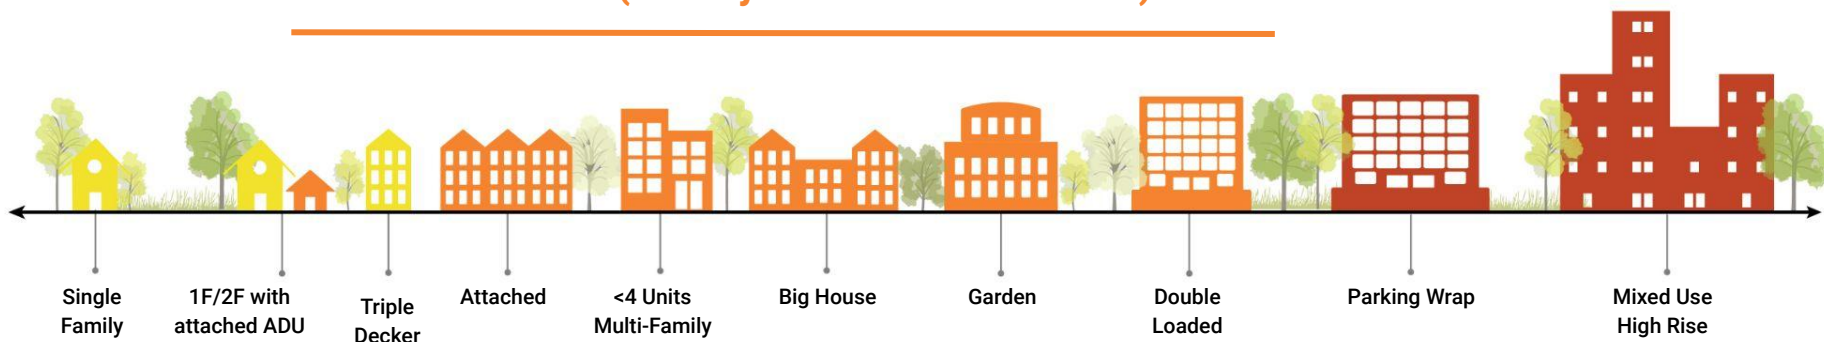 Single
Family
1F/2F with
attached ADU
Triple
Decker
Attached
<4 Units
Multi-Family
Big House
Garden
Double
Loaded
Parking Wrap
Mixed Use
High Rise